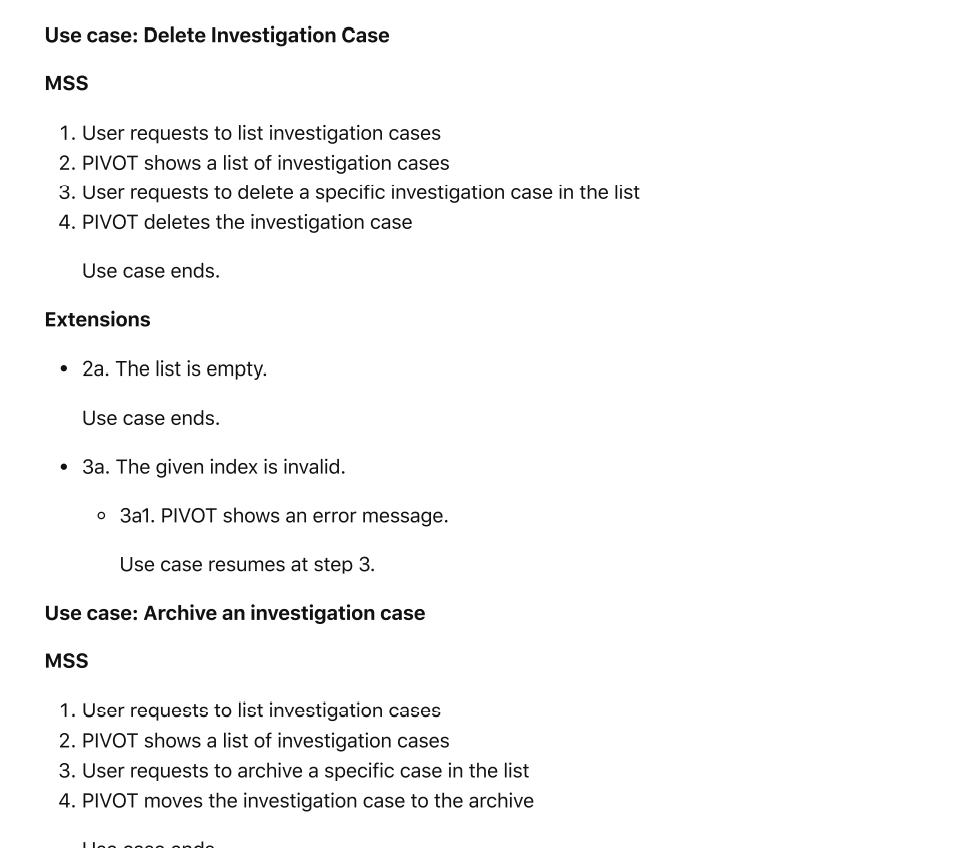 Use case: Delete Investigation Case
MSS
1. User requests to list investigation cases
2. PIVOT shows a list of investigation cases
3. User requests to delete a specific investigation case in the list
4. PIVOT deletes the investigation case
Use case ends.
Extensions
• 2a. The list is empty.
Use case ends.
• 3a. The given index is invalid.
◦ 3a1. PIVOT shows an error message.
Use case resumes at step 3.
Use case: Archive an investigation case
MSS
1. User requests to list investigation cases
2. PIVOT shows a list of investigation cases
3. User requests to archive a specific case in the list
4. PIVOT moves the investigation case to the archive
Use case ends.